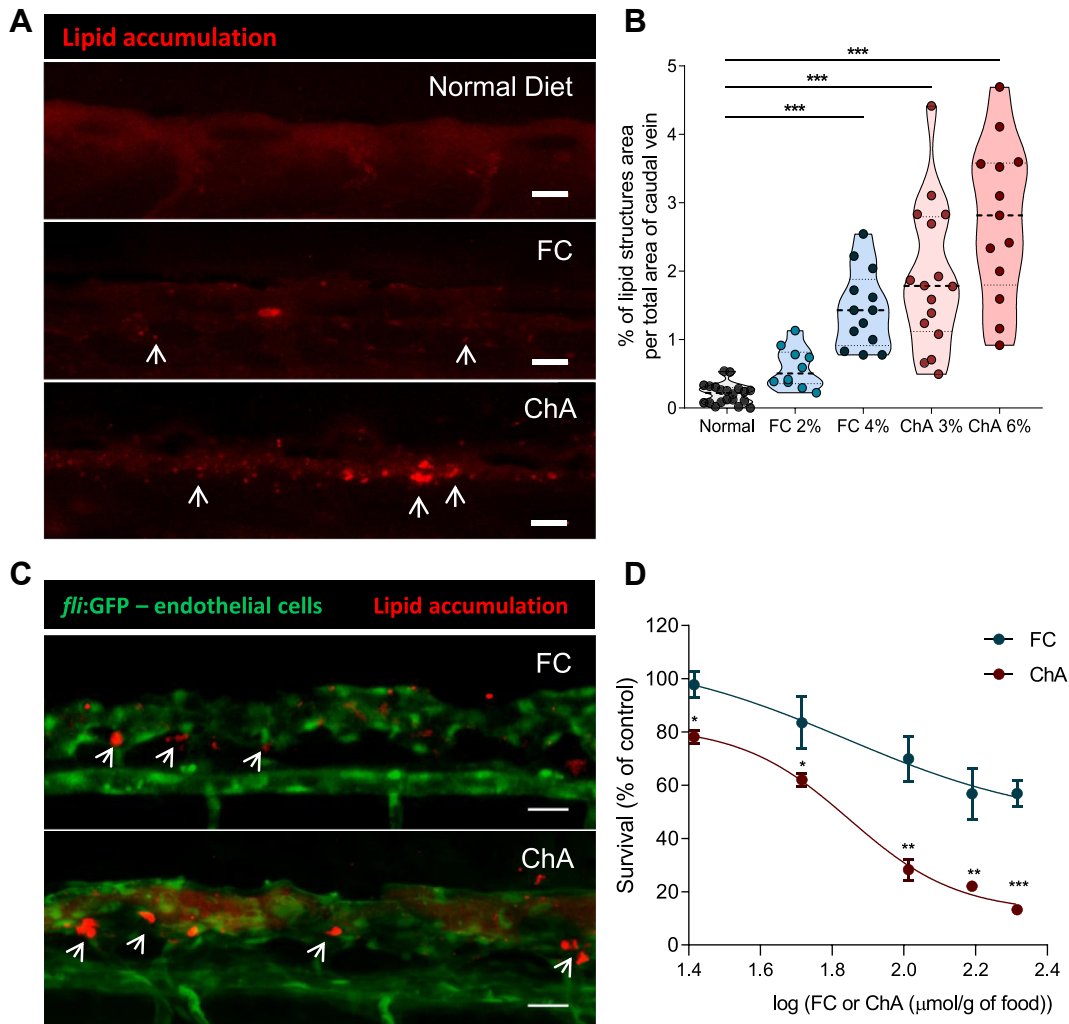 A
Lipid accumulation
Normal Diet
FC
ChA
B
% of lipid structures area
per total area of caudal vein
***
***
***
5
4
3
2
1
0
Normal FC 2% FC 4% ChA 3% ChA 6%
C
fli:GFP – endothelial cells Lipid accumulation
FC
ChA
D
Survival (% of control)
120
100
80
60
40
20
0
FC
ChA
*
*
**
**
***
1.4 1.6 1.8 2.0 2.2 2.4
log (FC or ChA (μmol/g of food))